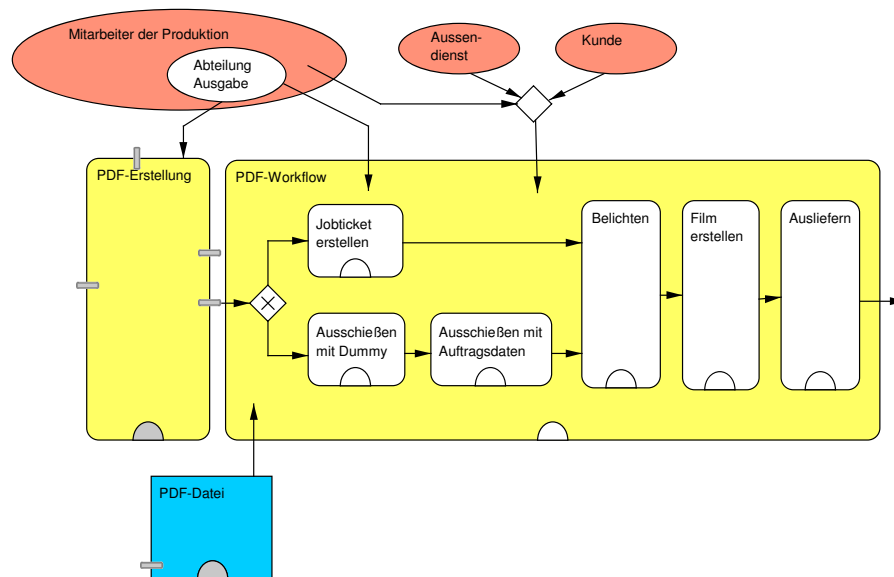 Mitarbeiter der Produktion
Abteilung
Ausgabe
Aussen-
dienst
Kunde
PDF-Erstellung
PDF-Workflow
Jobticket
erstellen
Ausschießen
mit Dummy
Ausschießen mit
Auftragsdaten
Belichten
Film
erstellen
Ausliefern
PDF-Datei